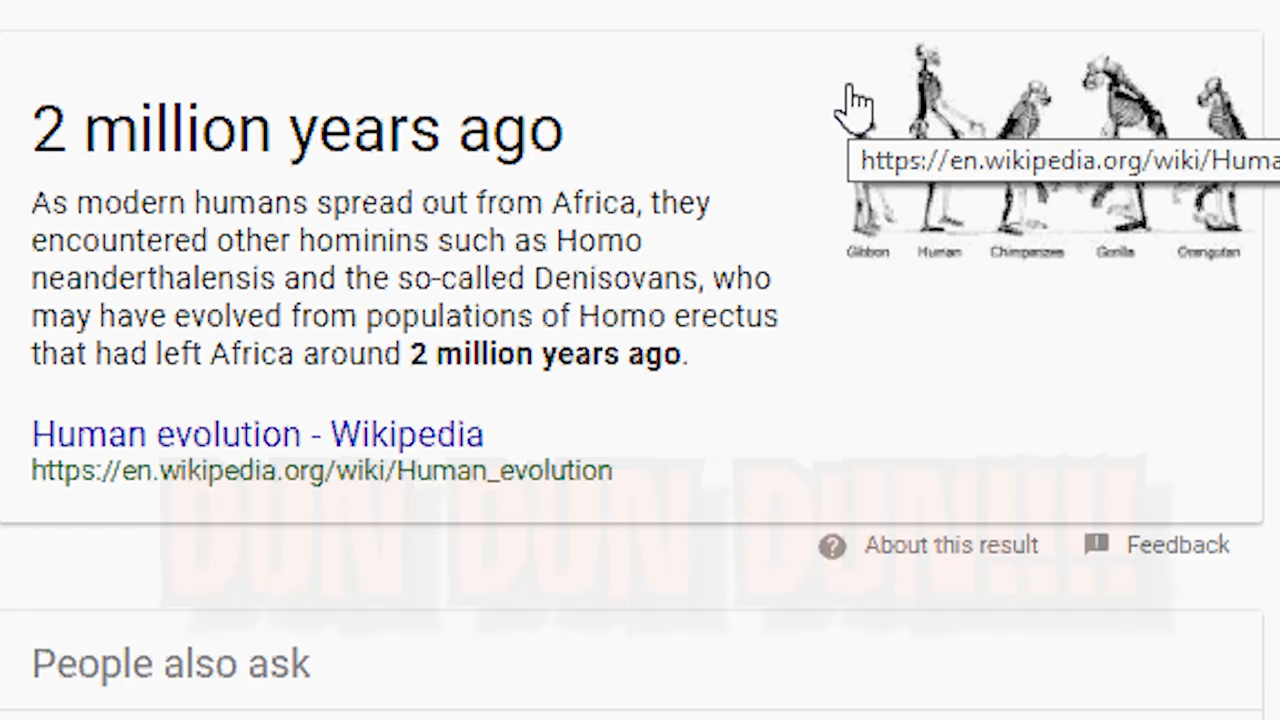 2 million years ago
https://en.wikipedia.org/wiki/Huma
As modern humans spread out from Africa, they
encountered other hominins such as Homo
neanderthalensis and the so-called Denisovans, who
may have evolved from populations of Homo erectus
that had left Africa around 2 million years ago.
Gibbon Human Chimpanzee Gorilla Orangutan
Human evolution - Wikipedia
https://en.wikipedia.org/wiki/Human_evolution
DUN DUN DUN!!!!
About this result Feedback
People also ask